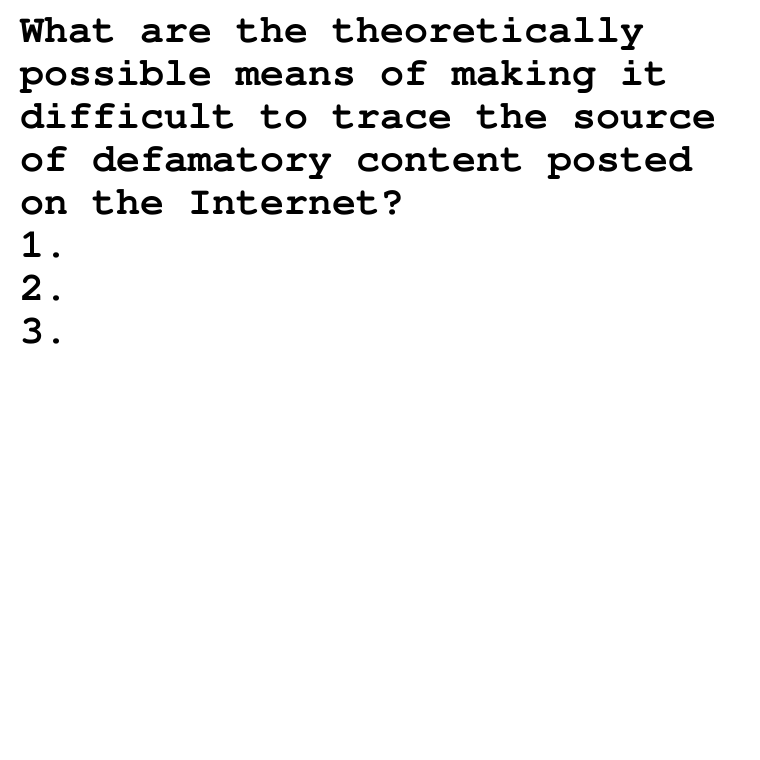 What are the theoretically
possible means of making it
difficult to trace the source
of defamatory content posted
on the Internet?
1.
2.
3.